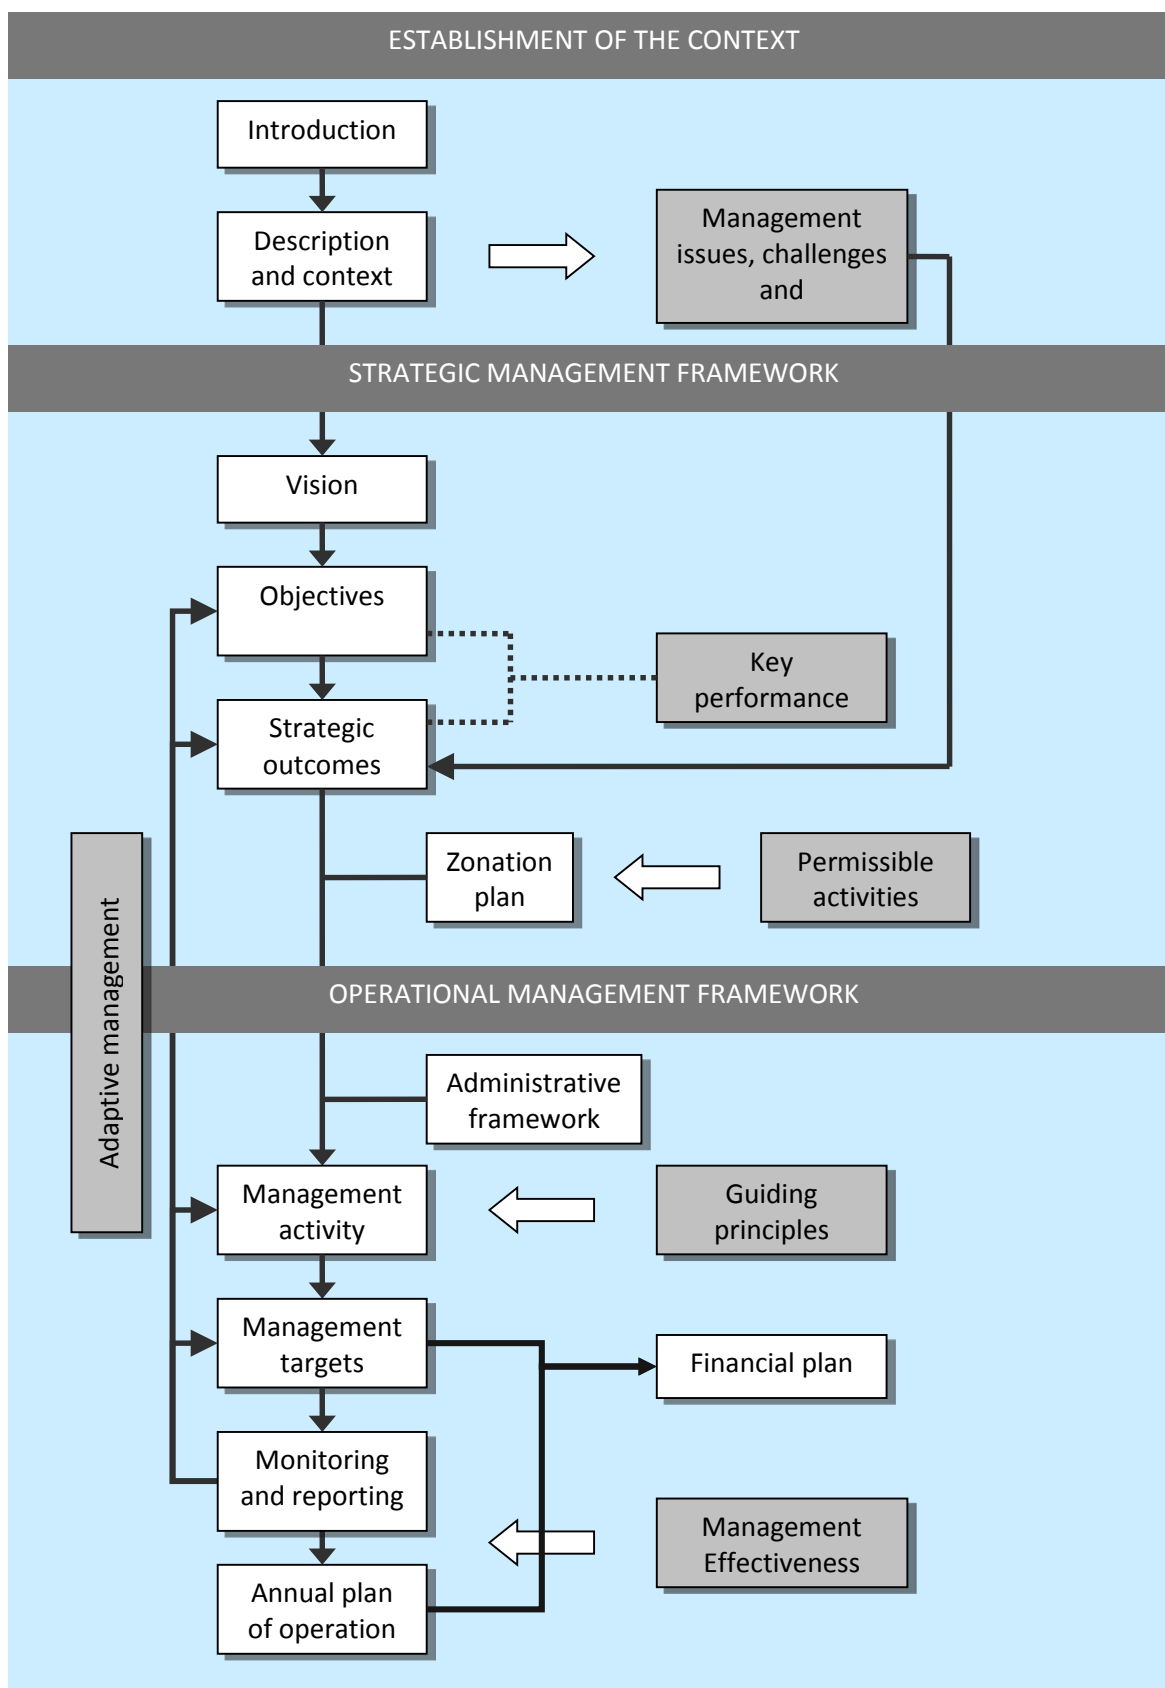 ESTABLISHMENT OF THE CONTEXT
Introduction
Description
and context
Management
issues, challenges
and
STRATEGIC MANAGEMENT FRAMEWORK
Vision
Objectives
Key
performance
Strategic
outcomes
Zonation
plan
Permissible
activities
Adaptive management
OPERATIONAL MANAGEMENT FRAMEWORK
Administrative
framework
Management
activity
Guiding
principles
Management
targets
Financial plan
Monitoring
and reporting
Management
Effectiveness
Annual plan
of operation